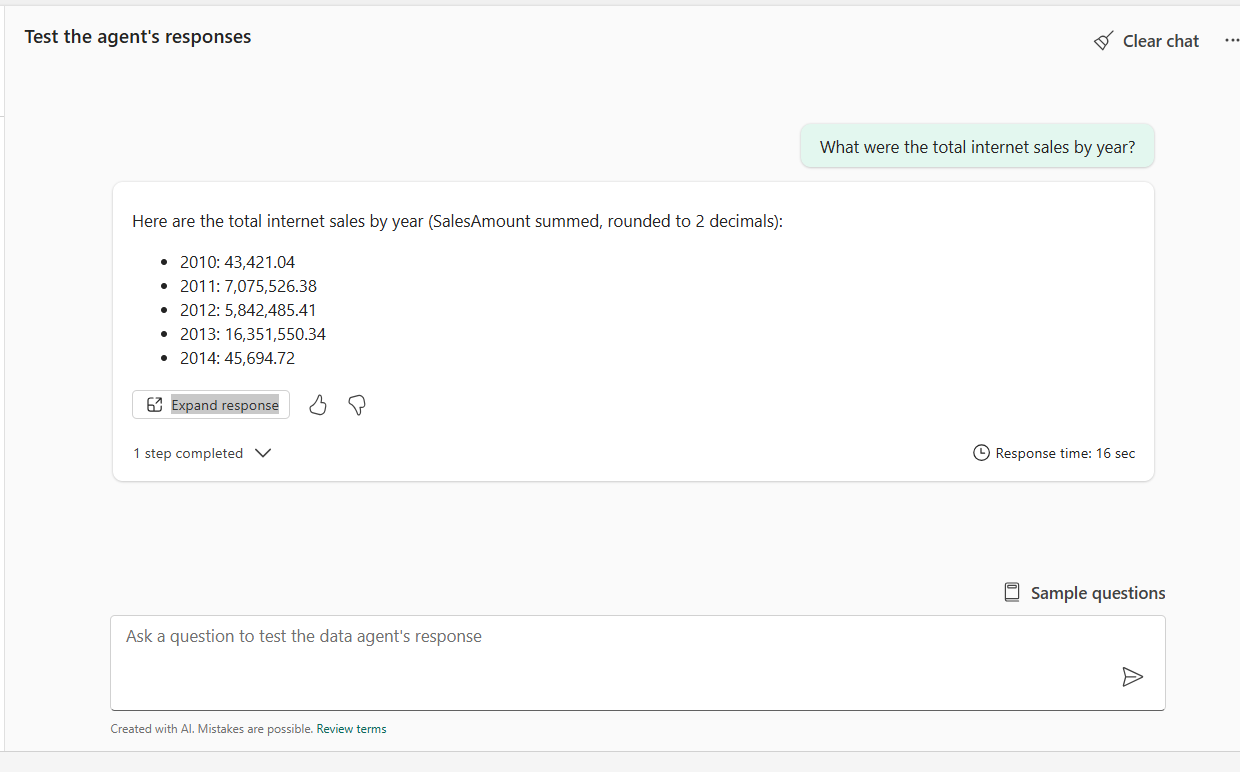 Test the agent's responses
Clear chat
What were the total internet sales by year?
Here are the total internet sales by year (SalesAmount summed, rounded to 2 decimals):
2010: 43,421.04
2011: 7,075,526.38
2012: 5,842,485.41
2013: 16,351,550.34
2014: 45,694.72
Expand response
1 step completed
Response time: 16 sec
Sample questions
Ask a question to test the data agent's response
Created with AI. Mistakes are possible. Review terms